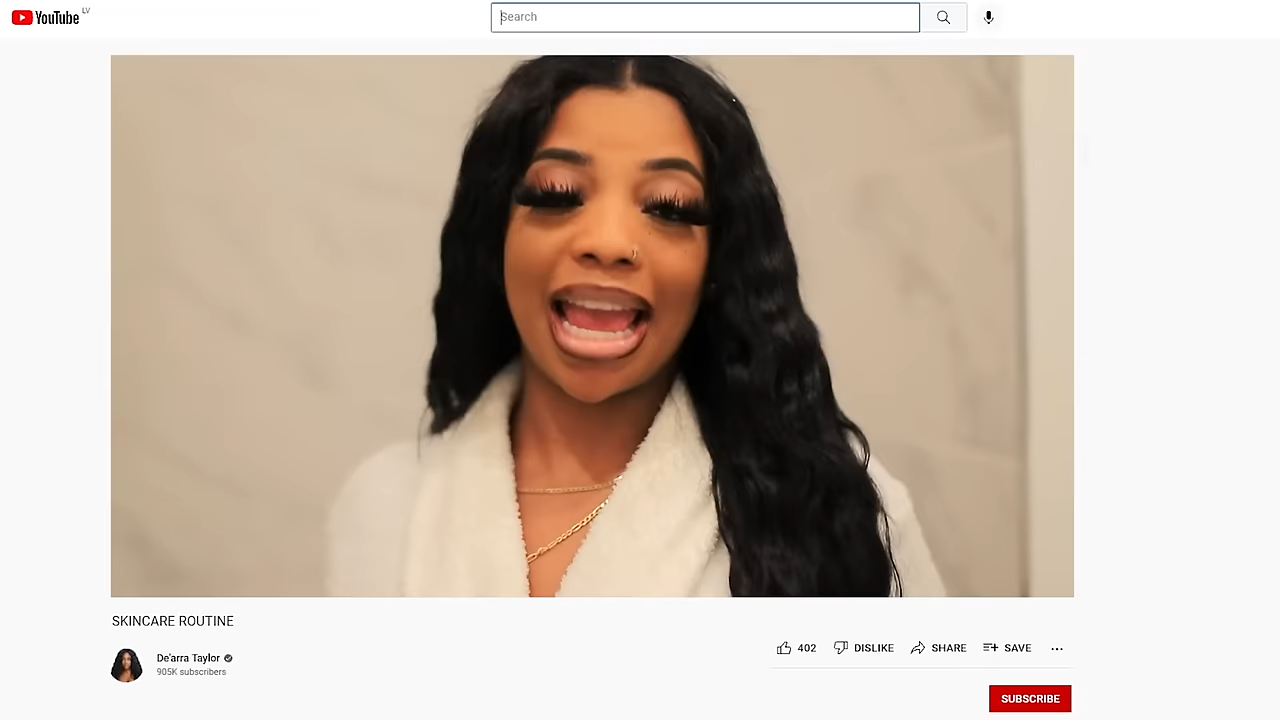 YouTube LV
Search
SKINCARE ROUTINE
De'arra Taylor
905K subscribers
402 DISLIKE SHARE SAVE
SUBSCRIBE